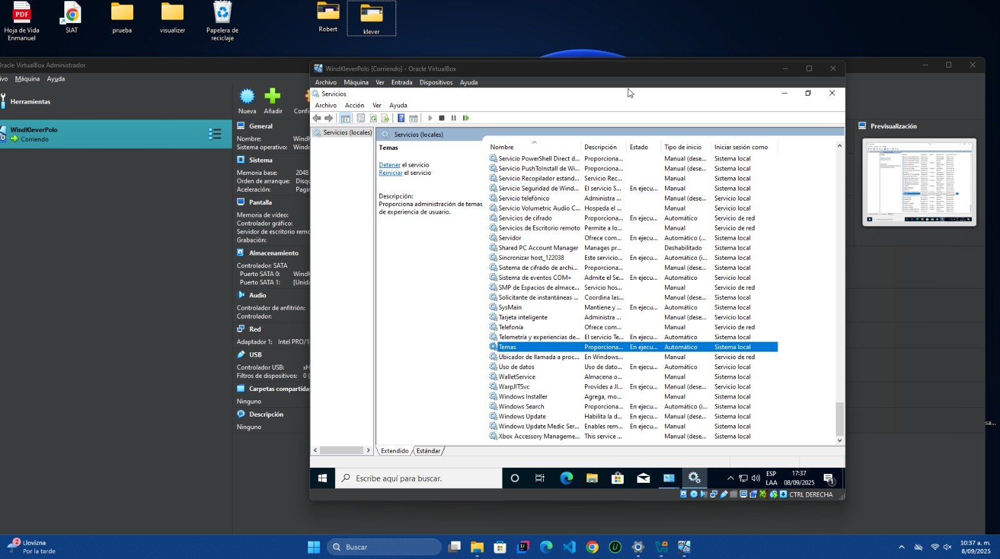 Hoja de Vida
Enmanuel
SIAT
prueba
visualizer
Papelera de
reciclaje
Robert
klever
Oracle VirtualBox Administrador
ivo Máquina Ayuda
Herramientas
WindKleverPolo
Corriendo
Nueva Añadir Confi
General
Nombre: Windk
Sistema operativo: Windo
Sistema
Memoria base: 2048
Orden de arranque: Disqu
Aceleración: Pagin
Pantalla
Memoria de vídeo:
Controlador gráfico:
Servidor de escritorio remo
Grabación:
Almacenamiento
Controlador: SATA
Puerto SATA 0: WindK
Puerto SATA 1: [Unida
Audio
Controlador de anfitrión:
Controlador:
Red
Adaptador 1: Intel PRO/10
USB
Controlador USB: xH
Filtros de dispositivos: 0 (
Carpetas compartidas
Ninguno
Descripción
Ninguno
WindKleverPolo [Corriendo] - Oracle VirtualBox
Archivo Máquina Ver Entrada Dispositivos Ayuda
Servicios
Archivo Acción Ver Ayuda
Servicios (locales)
Servicios (locales)
Temas
Detener el servicio
Reiniciar el servicio
Descripción:
Proporciona administración de temas
de experiencia de usuario.
Nombre Descripción Estado Tipo de inicio Iniciar sesión como
Servicio PowerShell Direct d... Proporciona... Manual (dese... Sistema local
Servicio PushToInstall de Wi... Proporciona... Manual (dese... Sistema local
Servicio Recopilador estánd... Servicio Rec... Manual Sistema local
Servicio Seguridad de Wind... El servicio S... En ejecu... Manual Sistema local
Servicio telefónico Administra ... Manual (dese... Servicio local
Servicio Volumetric Audio C... Hospeda el ... Manual Servicio local
Servicios de cifrado Proporciona... En ejecu... Automático Servicio de red
Servicios de Escritorio remoto Permite a lo... Manual Servicio de red
Servidor Ofrece com... En ejecu... Automático (... Sistema local
Shared PC Account Manager Manages pr... Deshabilitado Sistema local
Sincronizar host_122038 Este servicio... En ejecu... Automático (i... Sistema local
Sistema de cifrado de archi... Proporciona... Manual (dese... Sistema local
Sistema de eventos COM+ Admite el Se... En ejecu... Automático Servicio local
SMP de Espacios de almace... Servicio hos... Manual Servicio de red
Solicitante de instantáneas ... Coordina las... Manual (dese... Sistema local
SysMain Mantiene y ... En ejecu... Automático Sistema local
Tarjeta inteligente Administra ... Manual (dese... Servicio local
Telefonía Ofrece com... Manual Servicio de red
Telemetría y experiencias de... El servicio Te... En ejecu... Automático Sistema local
Temas Proporciona... En ejecu... Automático Sistema local
Ubicador de llamada a proc... En Windows... Manual Servicio de red
Uso de datos Uso de dato... En ejecu... Automático Servicio local
WalletService Almacena o... Manual Sistema local
WarpJITSvc Provides a JI... En ejecu... Manual (dese... Servicio local
Windows Installer Agrega, mo... Manual Sistema local
Windows Search Proporciona... En ejecu... Automático (i... Sistema local
Windows Update Habilita la d... En ejecu... Manual (dese... Sistema local
Windows Update Medic Ser... Enables rem... En ejecu... Manual Sistema local
Xbox Accessory Manageme... This service ... Manual (dese... Sistema local
Extendido Estándar
Escribe aquí para buscar.
ESP
LAA
17:37
08/09/2025
1
CTRL DERECHA
Previsualización
sa...
2
Llovizna
Por la tarde
Buscar
10:37 a. m.
8/09/2025